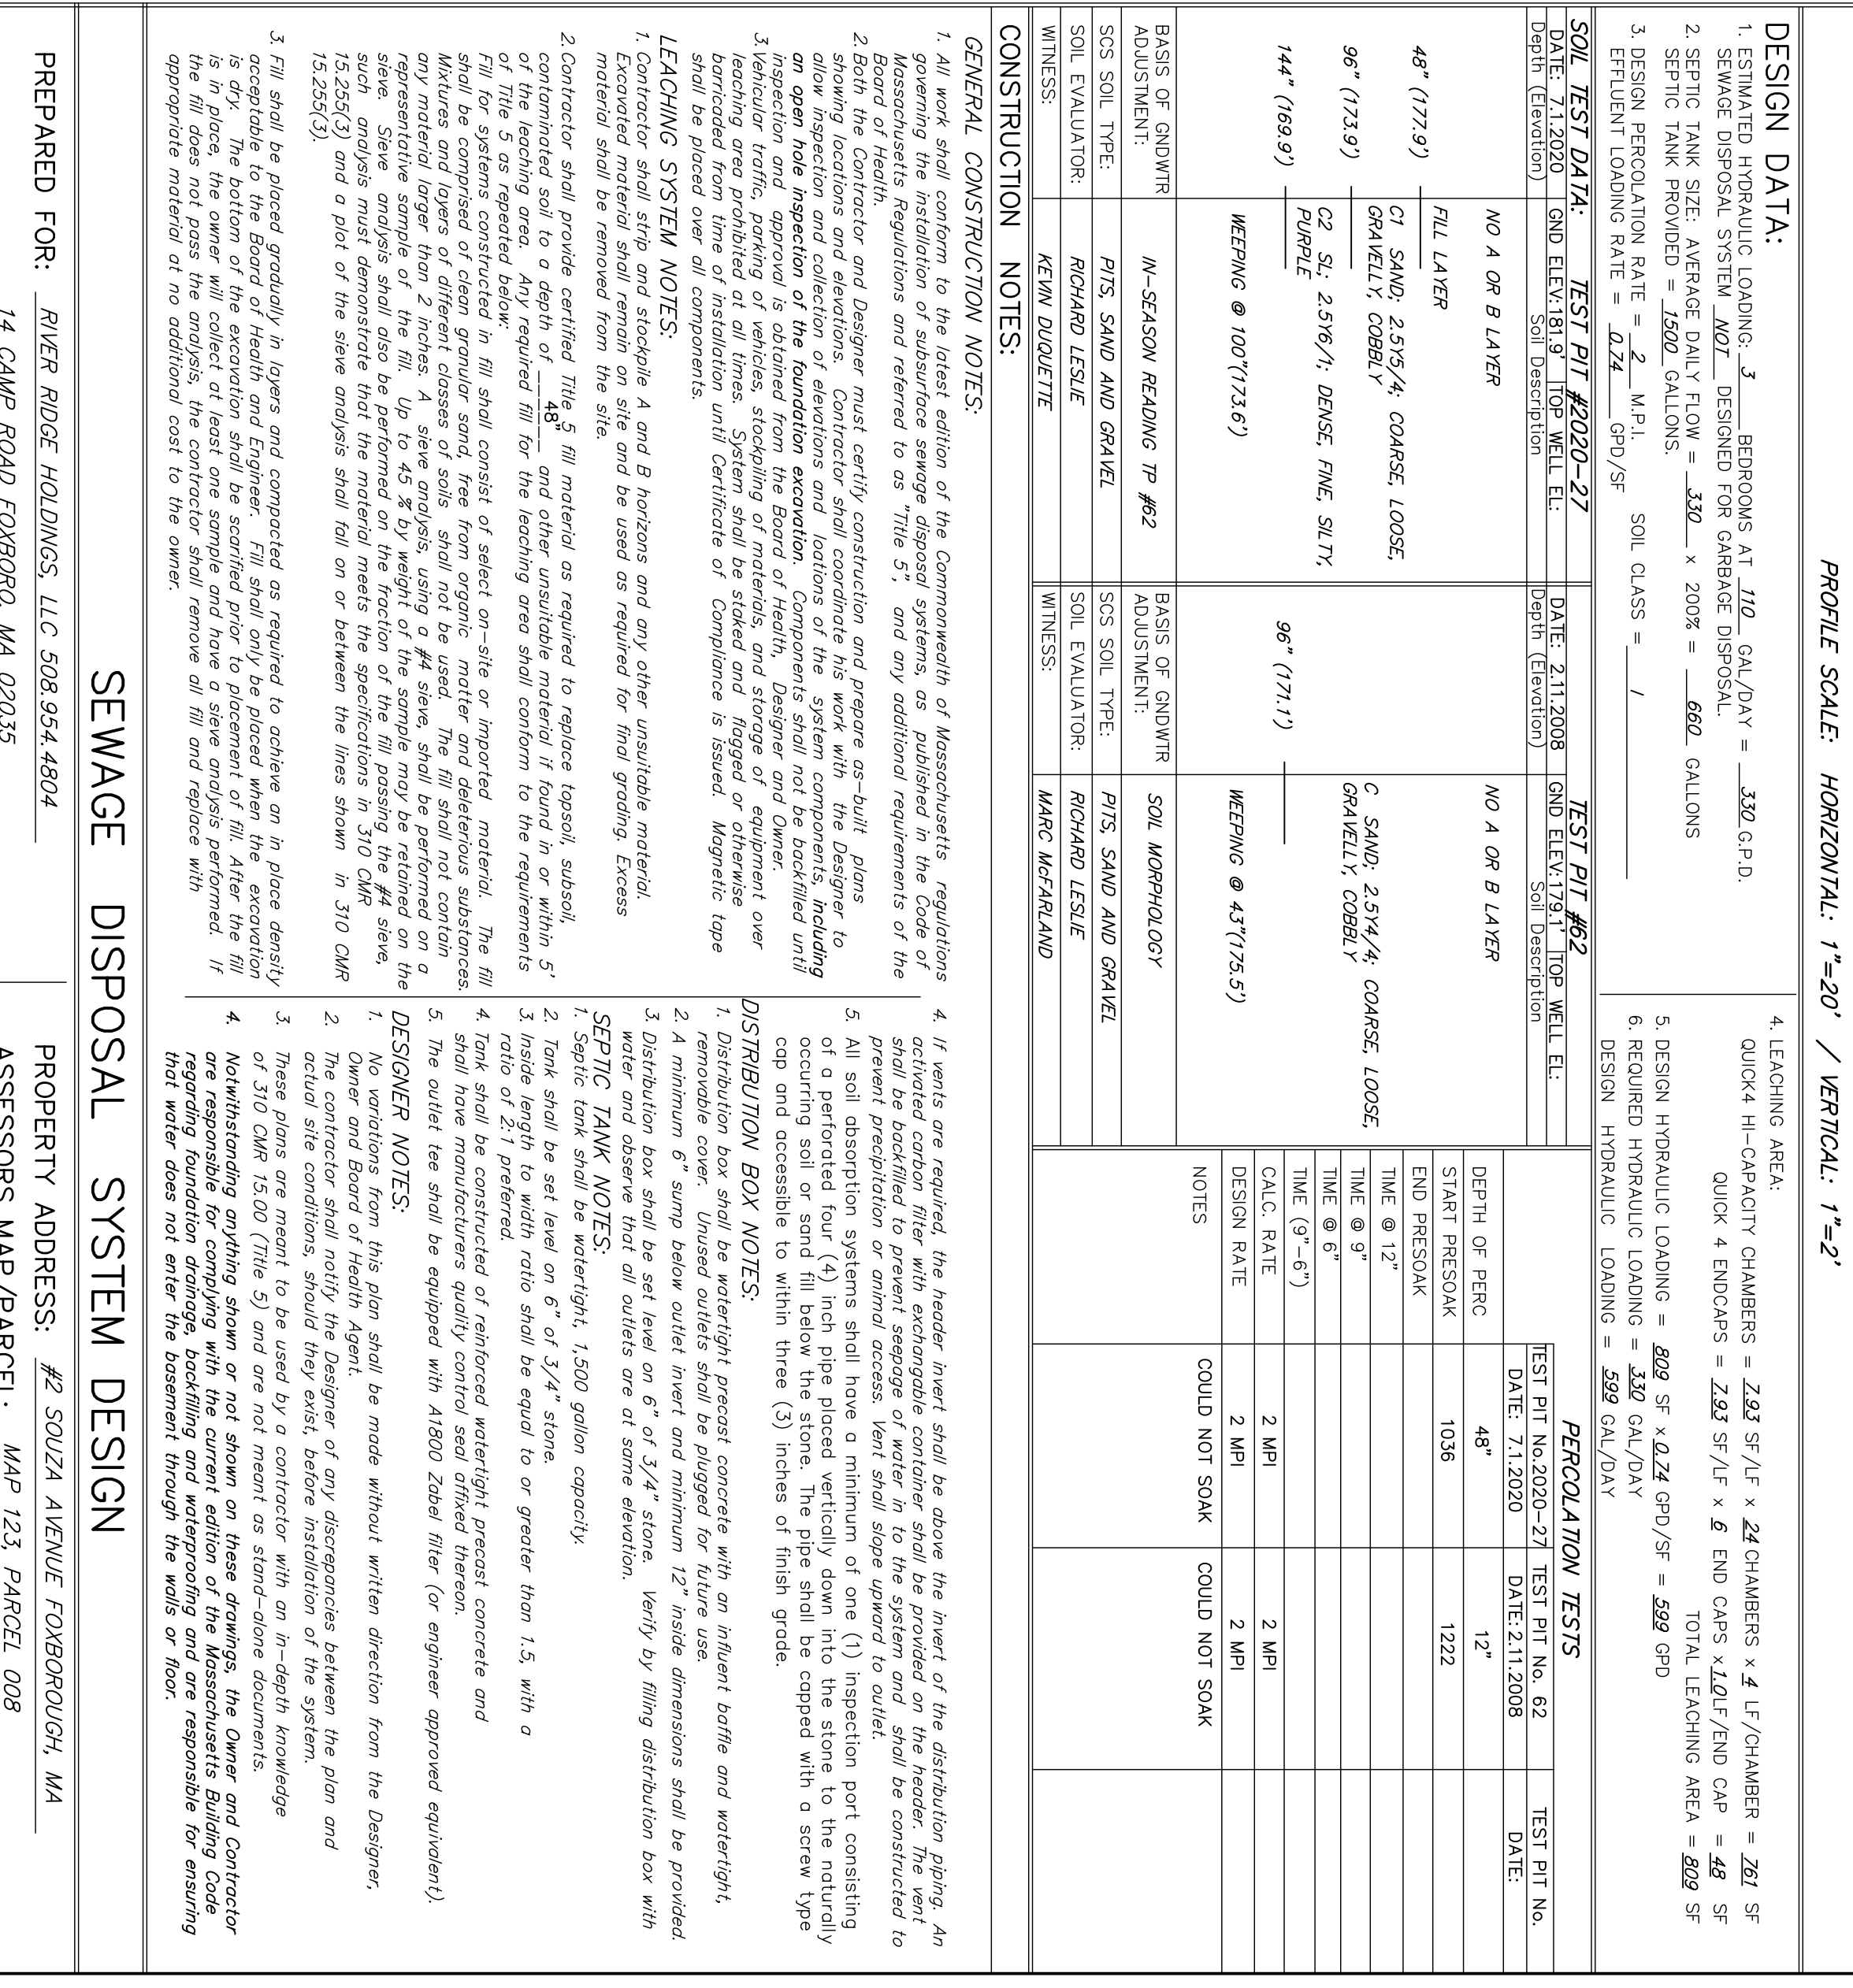 PROFILE SCALE: HORIZONTAL: 1"=20' / VERTICAL: 1"=2'
DESIGN DATA:
1. ESTIMATED HYDRAULIC LOADING: 3 BEDROOMS AT 110 GAL/DAY = 330 G.P.D.
SEWAGE DISPOSAL SYSTEM NOT DESIGNED FOR GARBAGE DISPOSAL.
2. SEPTIC TANK SIZE: AVERAGE DAILY FLOW = 330 x 200% = 660 GALLONS
SEPTIC TANK PROVIDED = 1500 GALLONS.
3. DESIGN PERCOLATION RATE = 2 M.P.I. SOIL CLASS = I
EFFLUENT LOADING RATE = 0.74 GPD/SF
4. LEACHING AREA:
QUICK4 HI-CAPACITY CHAMBERS = 7.93 SF/LF x 24 CHAMBERS x 4 LF/CHAMBER = 761 SF
QUICK 4 ENDCAPS = 7.93 SF/LF x 6 END CAPS x 1.0LF/END CAP = 48 SF
TOTAL LEACHING AREA = 809 SF
5. DESIGN HYDRAULIC LOADING = 809 SF x 0.74 GPD/SF = 599 GPD
6. REQUIRED HYDRAULIC LOADING = 330 GAL/DAY
DESIGN HYDRAULIC LOADING = 599 GAL/DAY
SOIL TEST DATA: TEST PIT #2020-27
DATE: 7.1.2020 GND ELEV:181.9' TOP WELL EL:
Depth (Elevation) Soil Description
NO A OR B LAYER
FILL LAYER
48" (177.9')
C1 SAND; 2.5Y5/4; COARSE, LOOSE,
GRAVELLY, COBBLY
96" (173.9')
C2 SL; 2.5Y6/1; DENSE, FINE, SILTY,
PURPLE
144" (169.9')
WEEPING @ 100"(173.6')
BASIS OF GNDWTR
ADJUSTMENT: IN-SEASON READING TP #62
SCS SOIL TYPE: PITS, SAND AND GRAVEL
SOIL EVALUATOR: RICHARD LESLIE
WITNESS: KEVIN DUQUETTE
TEST PIT #62
DATE: 2.11.2008 GND ELEV:179.1' TOP WELL EL:
Depth (Elevation) Soil Description
NO A OR B LAYER
C SAND; 2.5Y4/4; COARSE, LOOSE,
GRAVELLY, COBBLY
96" (171.1')
WEEPING @ 43"(175.5')
BASIS OF GNDWTR
ADJUSTMENT: SOIL MORPHOLOGY
SCS SOIL TYPE: PITS, SAND AND GRAVEL
SOIL EVALUATOR: RICHARD LESLIE
WITNESS: MARC McFARLAND
PERCOLATION TESTS
TEST PIT No.2020-27 TEST PIT No. 62 TEST PIT No.
DATE: 7.1.2020 DATE:2.11.2008 DATE:
DEPTH OF PERC 48" 12"
START PRESOAK 1036 1222
END PRESOAK
TIME @ 12"
TIME @ 9"
TIME @ 6"
TIME (9"-6")
CALC. RATE 2 MPI 2 MPI
DESIGN RATE 2 MPI 2 MPI
NOTES COULD NOT SOAK COULD NOT SOAK
CONSTRUCTION NOTES:
GENERAL CONSTRUCTION NOTES:
1. All work shall conform to the latest edition of the Commonwealth of Massachusetts regulations
governing the installation of subsurface sewage disposal systems, as published in the Code of
Massachusetts Regulations and referred to as "Title 5", and any additional requirements of the
Board of Health.
2. Both the Contractor and Designer must certify construction and prepare as-built plans
showing locations and elevations. Contractor shall coordinate his work with the Designer to
allow inspection and collection of elevations and loations of the system components, including
an open hole inspection of the foundation excavation. Components shall not be backfilled until
inspection and approval is obtained from the Board of Health, Designer and Owner.
3. Vehicular traffic, parking of vehicles, stockpiling of materials, and storage of equipment over
leaching area prohibited at all times. System shall be staked and flagged or otherwise
barricaded from time of installation until Certificate of Compliance is issued. Magnetic tape
shall be placed over all components.
LEACHING SYSTEM NOTES:
1. Contractor shall strip and stockpile A and B horizons and any other unsuitable material.
Excavated material shall remain on site and be used as required for final grading. Excess
material shall be removed from the site.
2. Contractor shall provide certified Title 5 fill material as required to replace topsoil, subsoil,
contaminated soil to a depth of 48" and other unsuitable material if found in or within 5'
of the leaching area. Any required fill for the leaching area shall conform to the requirements
of Title 5 as repeated below:
Fill for systems constructed in fill shall consist of select on-site or imported material. The fill
shall be comprised of clean granular sand, free from organic matter and deleterious substances.
Mixtures and layers of different classes of soils shall not be used. The fill shall not contain
any material larger than 2 inches. A sieve analysis, using a #4 sieve, shall be performed on a
representative sample of the fill. Up to 45 % by weight of the sample may be retained on the
sieve. Sieve analysis shall also be performed on the fraction of the fill passing the #4 sieve,
such analysis must demonstrate that the material meets the specifications in 310 CMR
15.255(3) and a plot of the sieve analysis shall fall on or between the lines shown in 310 CMR
15.255(3).
3. Fill shall be placed gradually in layers and compacted as required to achieve an in place density
acceptable to the Board of Health and Engineer. Fill shall only be placed when the excavation
is dry. The bottom of the excavation shall be scarified prior to placement of fill. After the fill
is in place, the owner will collect at least one sample and have a sieve analysis performed. If
the fill does not pass the analysis, the contractor shall remove all fill and replace with
appropriate material at no additional cost to the owner.
4. If vents are required, the header invert shall be above the invert of the distribution piping. An
activated carbon filter with exchangable container shall be provided on the header. The vent
shall be backfilled to prevent seepage of water in to the system and shall be constructed to
prevent precipitation or animal access. Vent shall slope upward to outlet.
5. All soil absorption systems shall have a minimum of one (1) inspection port consisting
of a perforated four (4) inch pipe placed vertically down into the stone to the naturally
occurring soil or sand fill below the stone. The pipe shall be capped with a screw type
cap and accessible to within three (3) inches of finish grade.
DISTRIBUTION BOX NOTES:
1. Distribution box shall be watertight precast concrete with an influent baffle and watertight,
removable cover. Unused outlets shall be plugged for future use.
2. A minimum 6" sump below outlet invert and minimum 12" inside dimensions shall be provided.
3. Distribution box shall be set level on 6" of 3/4" stone. Verify by filling distribution box with
water and observe that all outlets are at same elevation.
SEPTIC TANK NOTES:
1. Septic tank shall be watertight, 1,500 gallon capacity.
2. Tank shall be set level on 6" of 3/4" stone.
3. Inside length to width ratio shall be equal to or greater than 1.5, with a
ratio of 2:1 preferred.
4. Tank shall be constructed of reinforced watertight precast concrete and
shall have manufacturers quality control seal affixed thereon.
5. The outlet tee shall be equipped with A1800 Zabel filter (or engineer approved equivalent).
DESIGNER NOTES:
1. No variations from this plan shall be made without written direction from the Designer,
Owner and Board of Health Agent.
2. The contractor shall notify the Designer of any discrepancies between the plan and
actual site conditions, should they exist, before installation of the system.
3. These plans are meant to be used by a contractor with an in-depth knowledge
of 310 CMR 15.00 (Title 5) and are not meant as stand-alone documents.
4. Notwithstanding anything shown or not shown on these drawings, the Owner and Contractor
are responsible for complying with the current edition of the Massachusetts Building Code
regarding foundation drainage, backfilling and waterproofing and are responsible for ensuring
that water does not enter the basement through the walls or floor.
SEWAGE DISPOSAL SYSTEM DESIGN
PREPARED FOR: RIVER RIDGE HOLDINGS, LLC 508.954.4804
14 CAMP ROAD FOXBORO, MA 02035
PROPERTY ADDRESS: #2 SOUZA AVENUE FOXBOROUGH, MA
ASSESSORS MAP/PARCEL: MAP 123, PARCEL 008